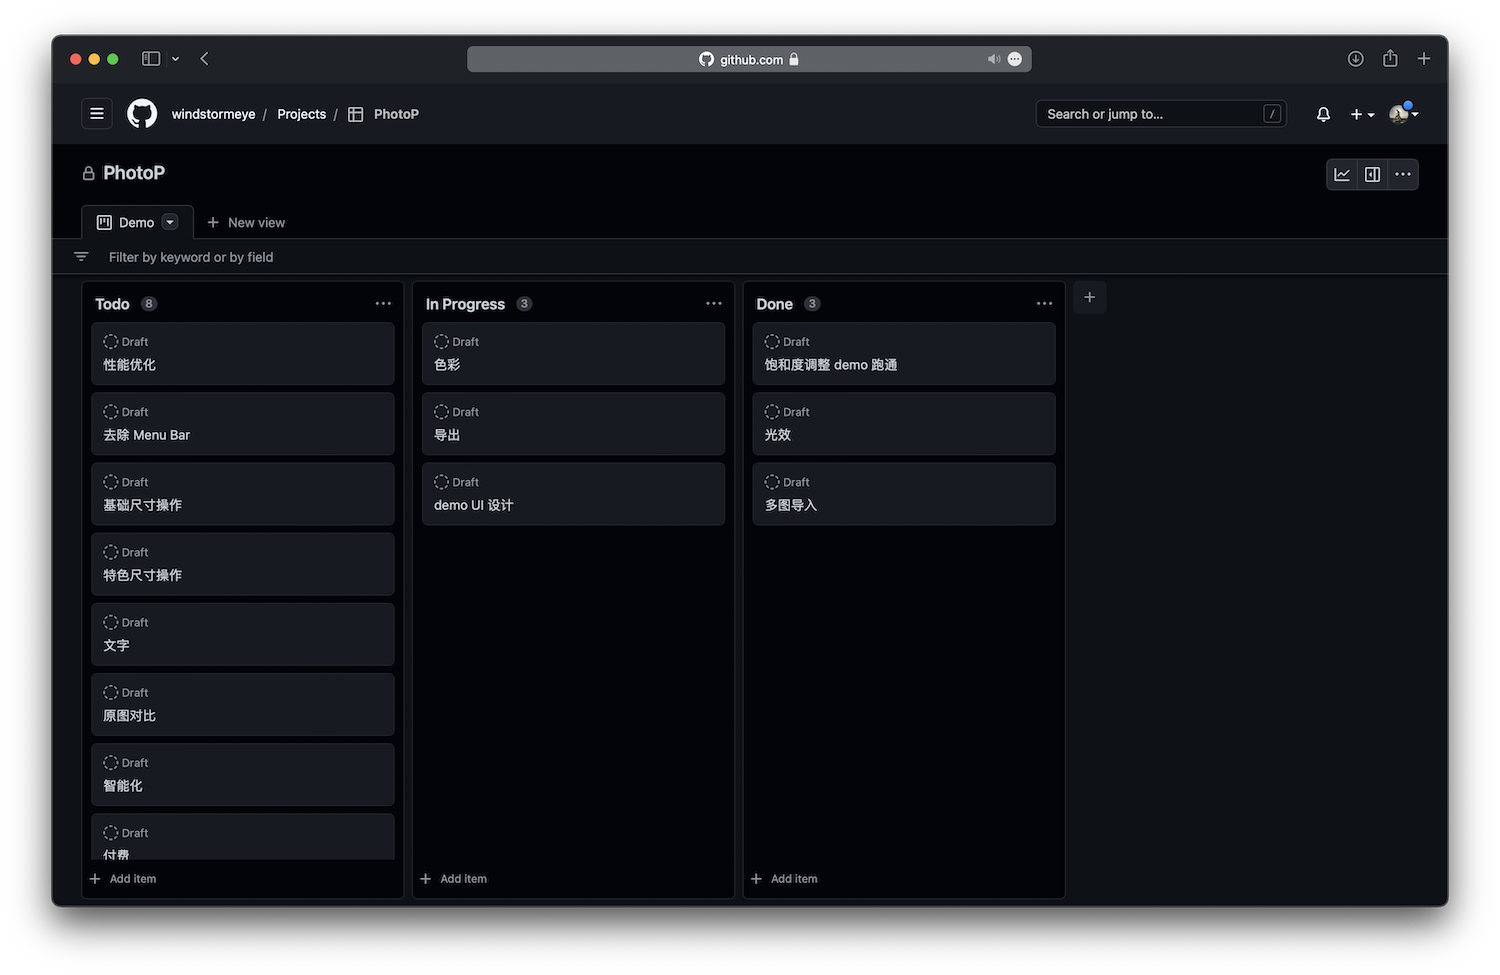 github.com
windstormeye / Projects / PhotoP
Search or jump to... /
PhotoP
Demo
New view
Filter by keyword or by field
Todo 8
Draft
性能优化
Draft
去除 Menu Bar
Draft
基础尺寸操作
Draft
特色尺寸操作
Draft
文字
Draft
原图对比
Draft
智能化
Draft
付费
Add item
In Progress 3
Draft
色彩
Draft
导出
Draft
demo UI 设计
Add item
Done 3
Draft
饱和度调整 demo 跑通
Draft
光效
Draft
多图导入
Add item